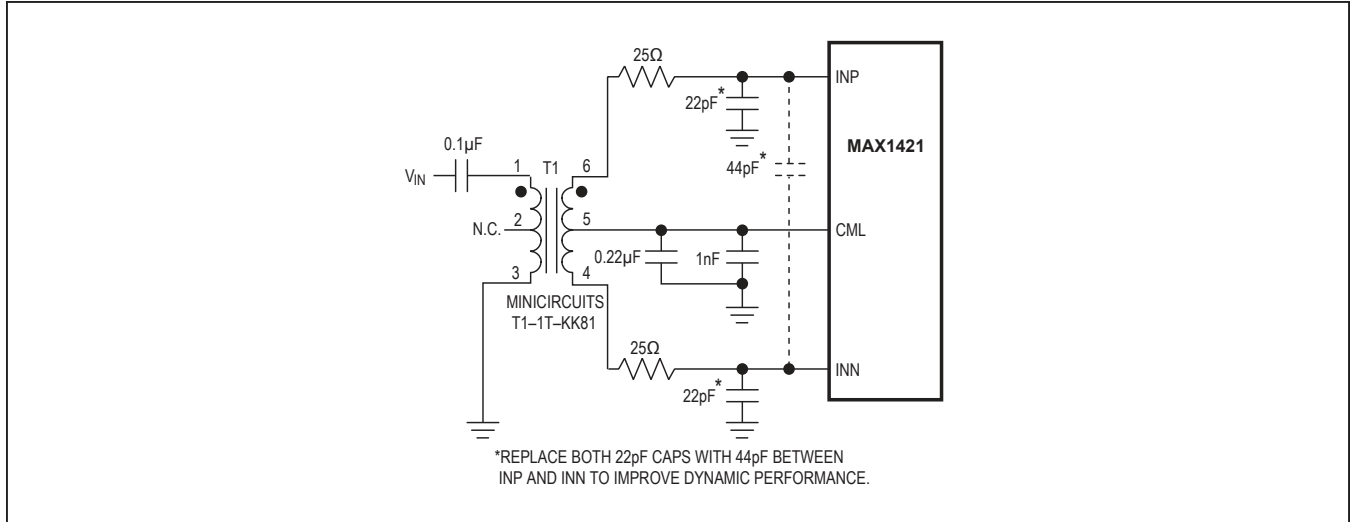 25Ω
INP
22pF*
MAX1421
0.1µF
1 T1 6
44pF*
VIN
N.C. 2 5
CML
0.22µF 1nF
3 4
MINICIRCUITS
T1–1T–KK81
25Ω
INN
22pF*
*REPLACE BOTH 22pF CAPS WITH 44pF BETWEEN
INP AND INN TO IMPROVE DYNAMIC PERFORMANCE.